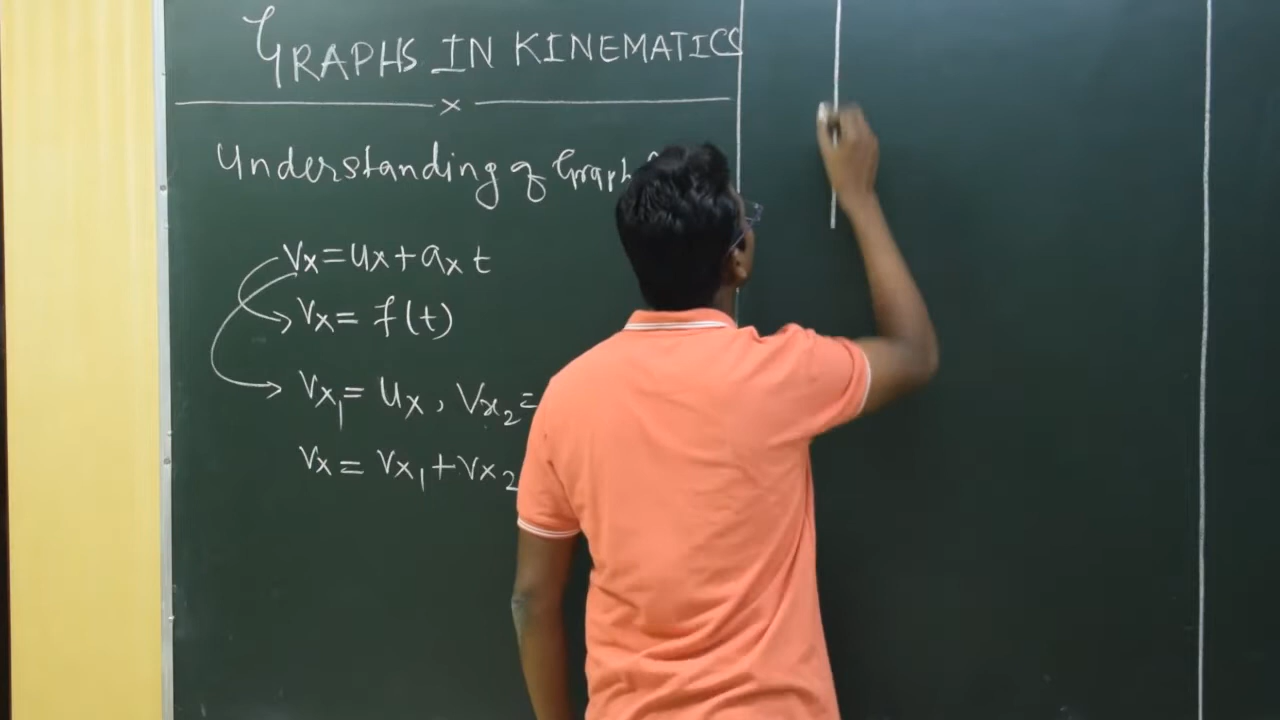 GRAPHS IN KINEMATICS
x
Understanding of Graph
Vx = Ux + ax t
Vx = f(t)
Vx₁ = Ux , Vx₂ =
Vx = Vx₁ + Vx₂